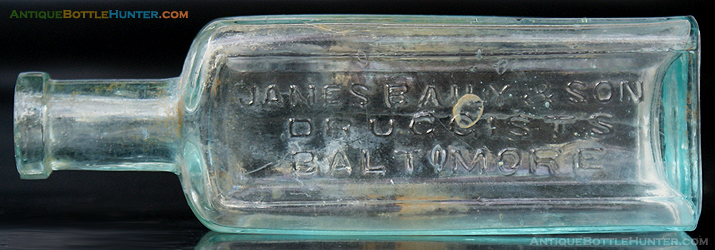 AntiqueBottleHunter.com
JAMES BAILY & SON
DRUGGISTS
BALTIMORE
AntiqueBottleHunter.com